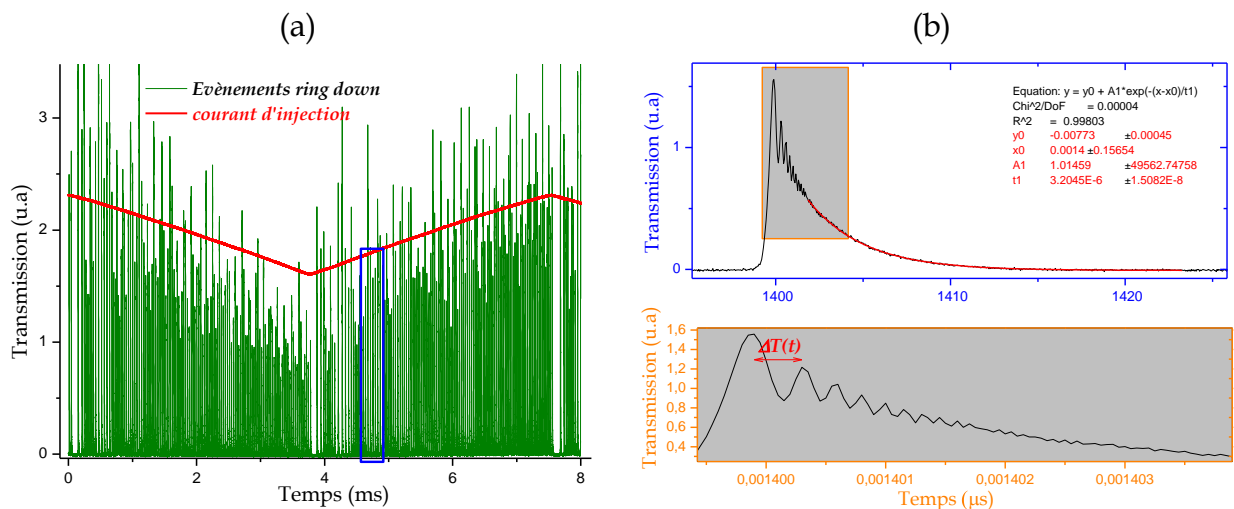 (a)
Evènements ring down
courant d'injection
Transmission (u.a)
3
2
1
0
0 2 4 6 8
Temps (ms)
(b)
Transmission (u.a)
1
0
Equation: y = y0 + A1*exp(-(x-x0)/t1)
Chi^2/DoF = 0.00004
R^2 = 0.99803
y0 -0.00773 ±0.00045
x0 0.0014 ±0.15654
A1 1.01459 ±49562.74758
t1 3.2045E-6 ±1.5082E-8
1400 1410 1420
Transmission (u.a)
1,6
1,4
1,2
1,0
0,8
0,6
0,4
ΔT(t)
0,001400 0,001401 0,001402 0,001403
Temps (µs)